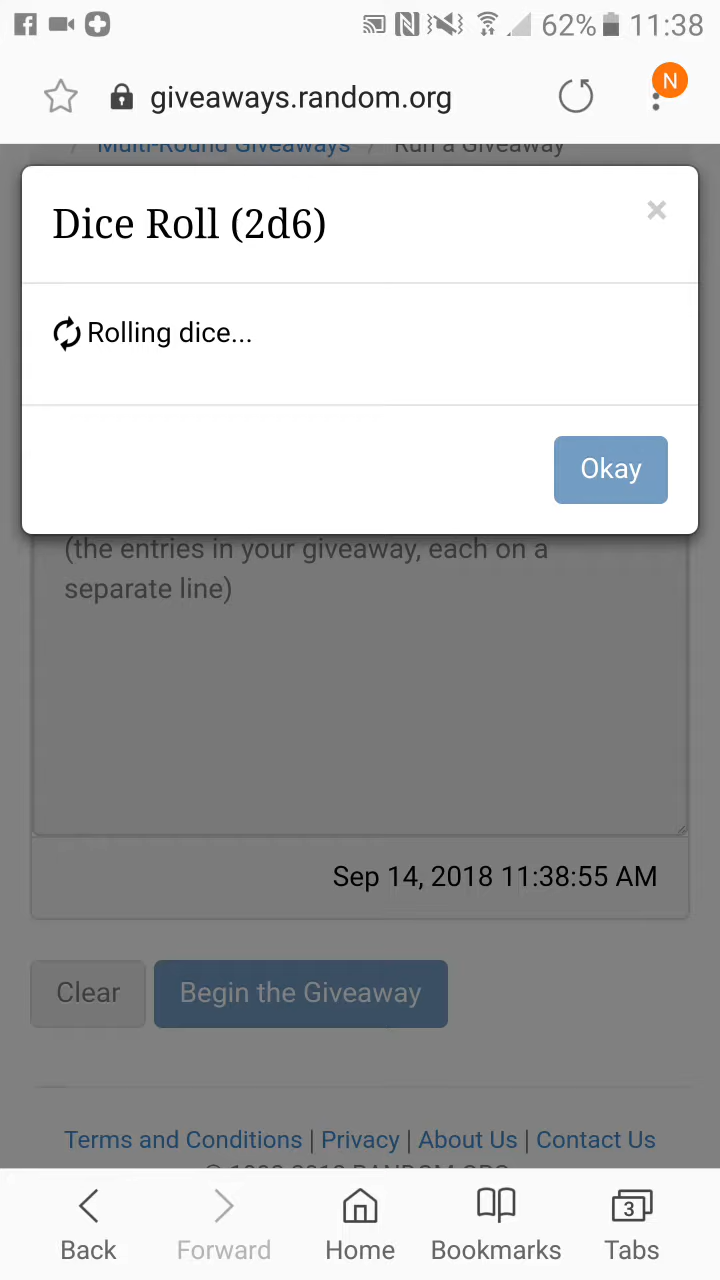 62% 11:38
giveaways.random.org
N
Multi-Round Giveaways / Run a Giveaway
Dice Roll (2d6)
×
Rolling dice...
Okay
(the entries in your giveaway, each on a
separate line)
Sep 14, 2018 11:38:55 AM
Clear
Begin the Giveaway
Terms and Conditions | Privacy | About Us | Contact Us
3
Back
Forward
Home
Bookmarks
Tabs